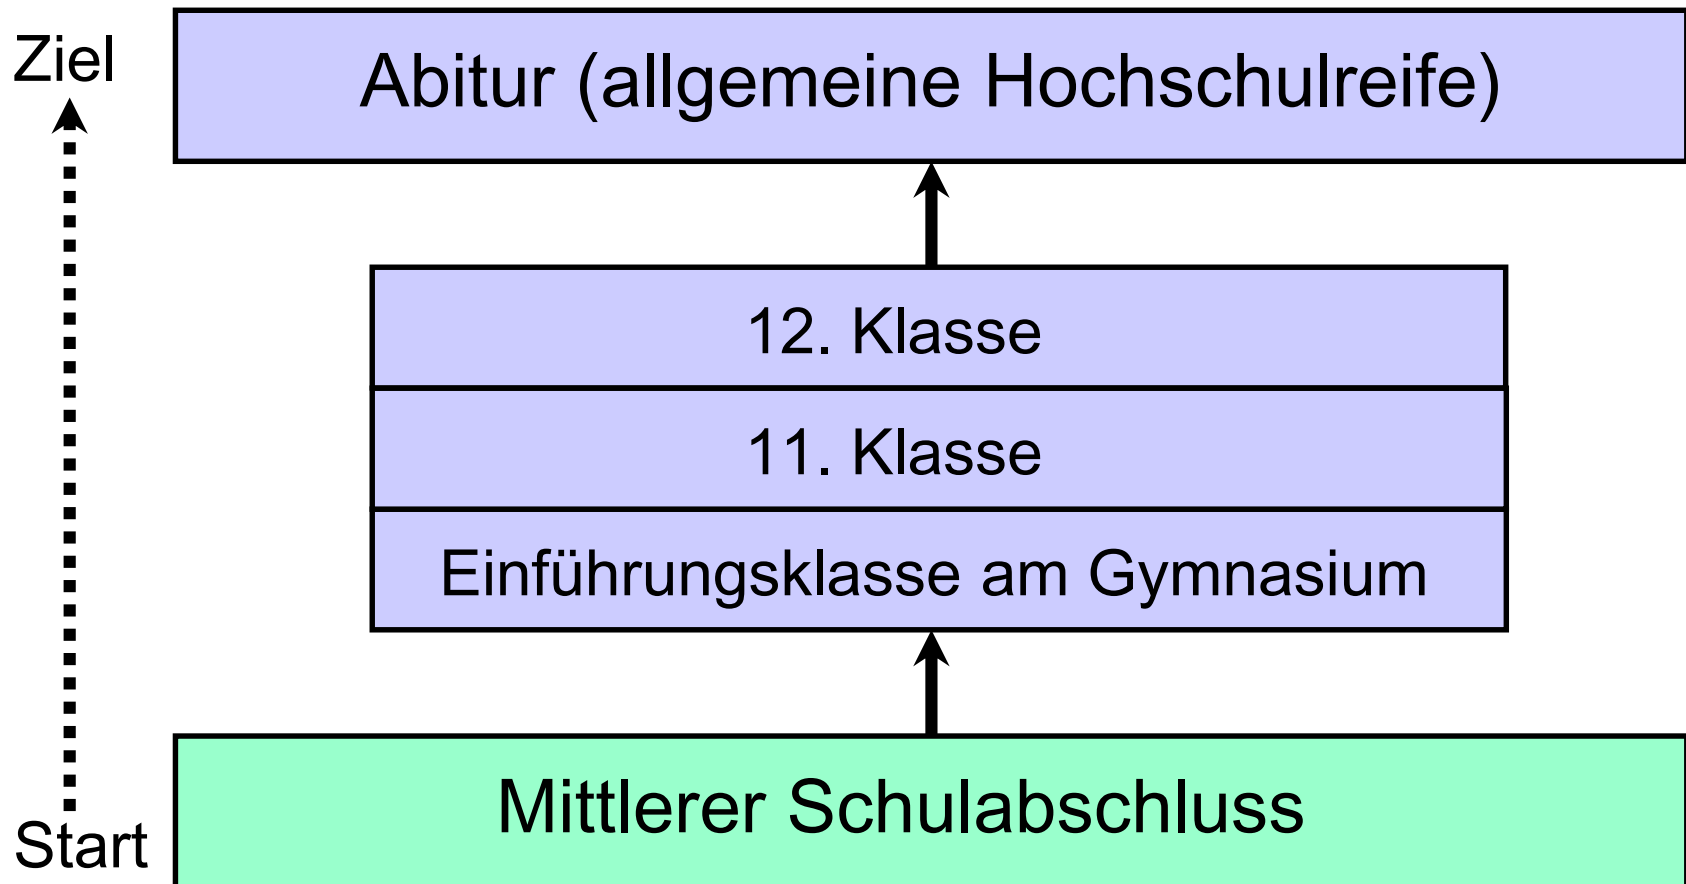 Ziel
Abitur (allgemeine Hochschulreife)
12. Klasse
11. Klasse
Einführungsklasse am Gymnasium
Mittlerer Schulabschluss
Start